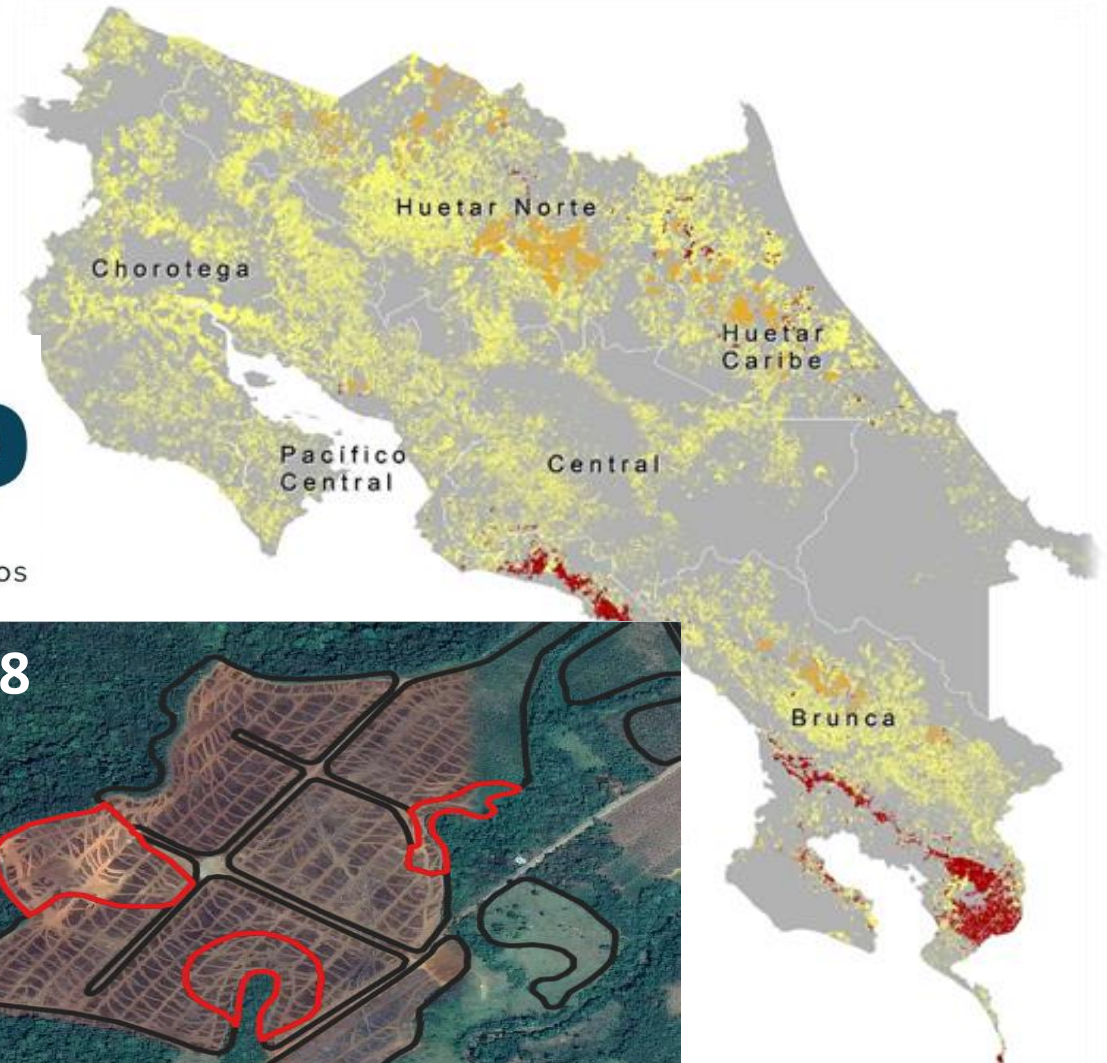 Huetar Norte
Chorotega
Huetar
Caribe
Pacífico
Central
Central
os
8
Brunca